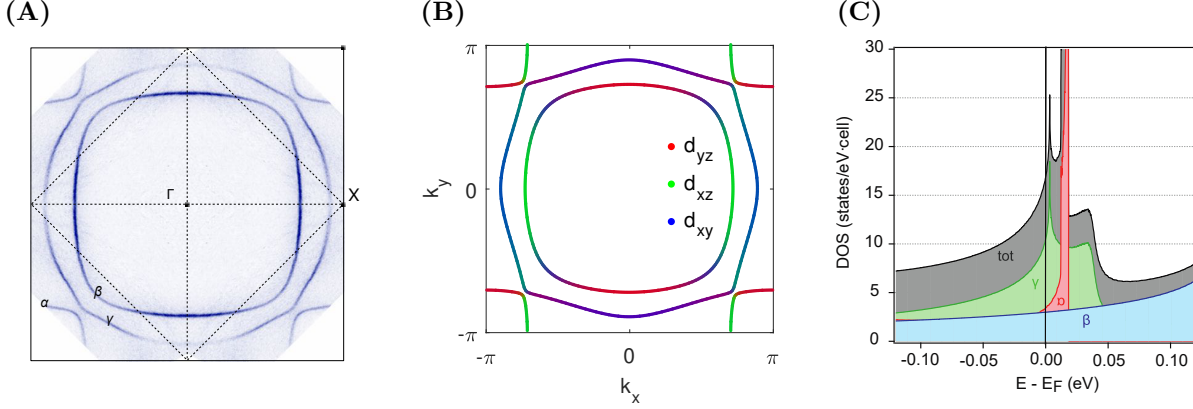 (A)
Γ
X
α
β
γ
(B)
π
k_y
0
-π
-π
0
π
k_x
d_yz
d_xz
d_xy
(C)
DOS (states/eV·cell)
30
25
20
15
10
5
0
tot
γ
α
β
-0.10
-0.05
0.00
0.05
0.10
E - E_F (eV)